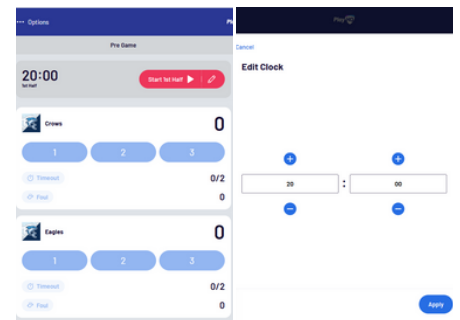 Options
Pre Game
20:00
1st Half
Start 1st Half
Crows
0
1 2 3
Timeout
0/2
Foul
0
Eagles
0
1 2 3
Timeout
0/2
Foul
0
Play
Cancel
Edit Clock
20 : 00
Apply